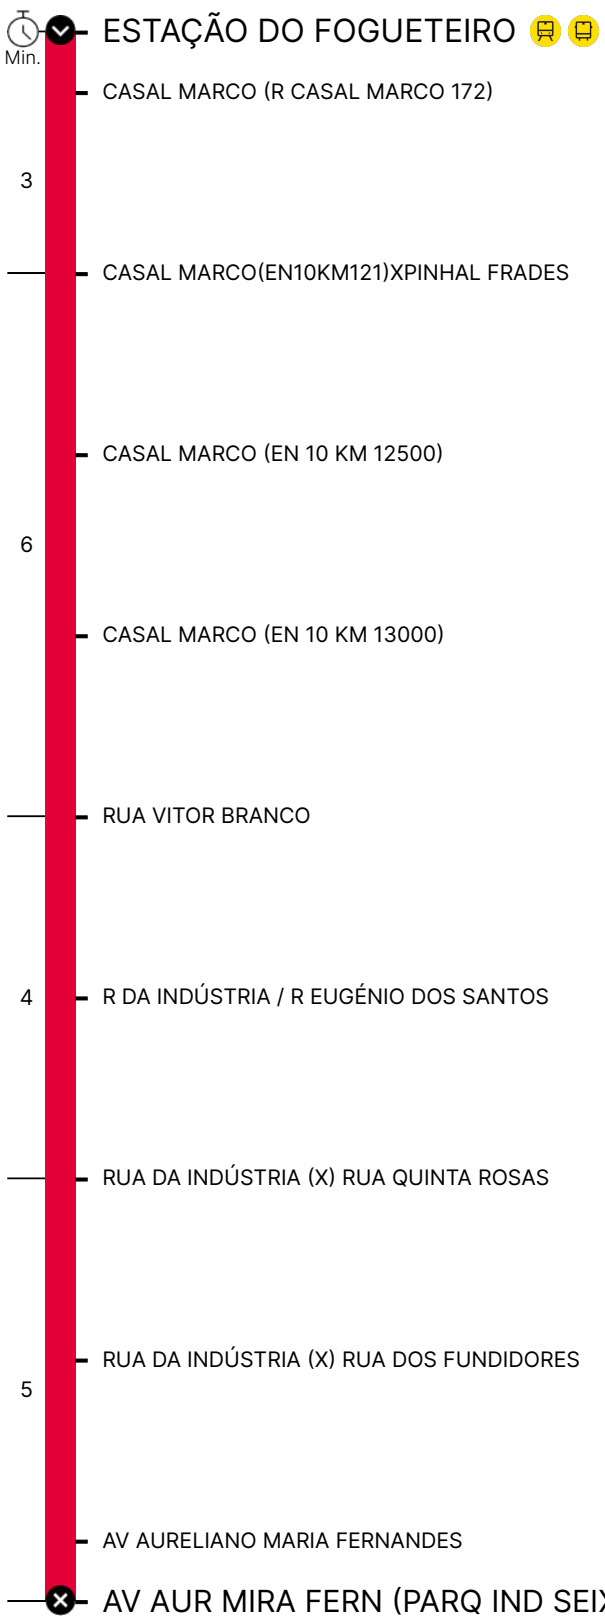 ESTAÇÃO DO FOGUETEIRO
Min.
CASAL MARCO (R CASAL MARCO 172)
3
CASAL MARCO(EN10KM121)XPINHAL FRADES
CASAL MARCO (EN 10 KM 12500)
6
CASAL MARCO (EN 10 KM 13000)
RUA VITOR BRANCO
4 R DA INDÚSTRIA / R EUGÉNIO DOS SANTOS
RUA DA INDÚSTRIA (X) RUA QUINTA ROSAS
RUA DA INDÚSTRIA (X) RUA DOS FUNDIDORES
5
AV AURELIANO MARIA FERNANDES
AV AUR MIRA FERN (PARQ IND